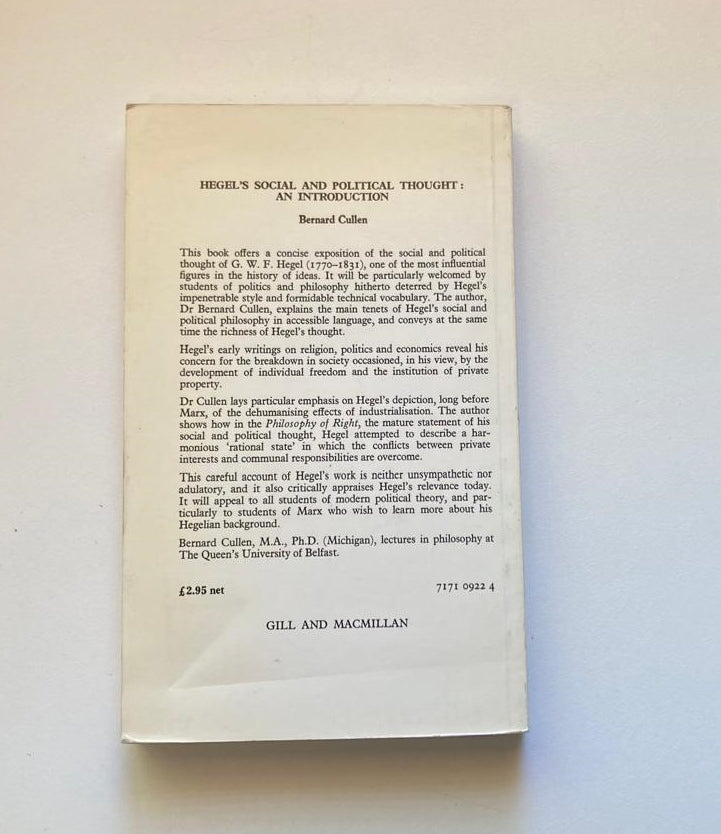 HEGEL'S SOCIAL AND POLITICAL THOUGHT :
AN INTRODUCTION
Bernard Cullen
This book offers a concise exposition of the social and political
thought of G. W. F. Hegel (1770–1831), one of the most influential
figures in the history of ideas. It will be particularly welcomed by
students of politics and philosophy hitherto deterred by Hegel's
impenetrable style and formidable technical vocabulary. The author,
Dr Bernard Cullen, explains the main tenets of Hegel's social and
political philosophy in accessible language, and conveys at the same
time the richness of Hegel's thought.
Hegel's early writings on religion, politics and economics reveal his
concern for the breakdown in society occasioned, in his view, by the
development of individual freedom and the institution of private
property.
Dr Cullen lays particular emphasis on Hegel's depiction, long before
Marx, of the dehumanising effects of industrialisation. The author
shows how in the Philosophy of Right, the mature statement of his
social and political thought, Hegel attempted to describe a har-
monious 'rational state' in which the conflicts between private
interests and communal responsibilities are overcome.
This careful account of Hegel's work is neither unsympathetic nor
adulatory, and it also critically appraises Hegel's relevance today.
It will appeal to all students of modern political theory, and par-
ticularly to students of Marx who wish to learn more about his
Hegelian background.
Bernard Cullen, M.A., Ph.D. (Michigan), lectures in philosophy at
The Queen's University of Belfast.
£2.95 net 7171 0922 4
GILL AND MACMILLAN